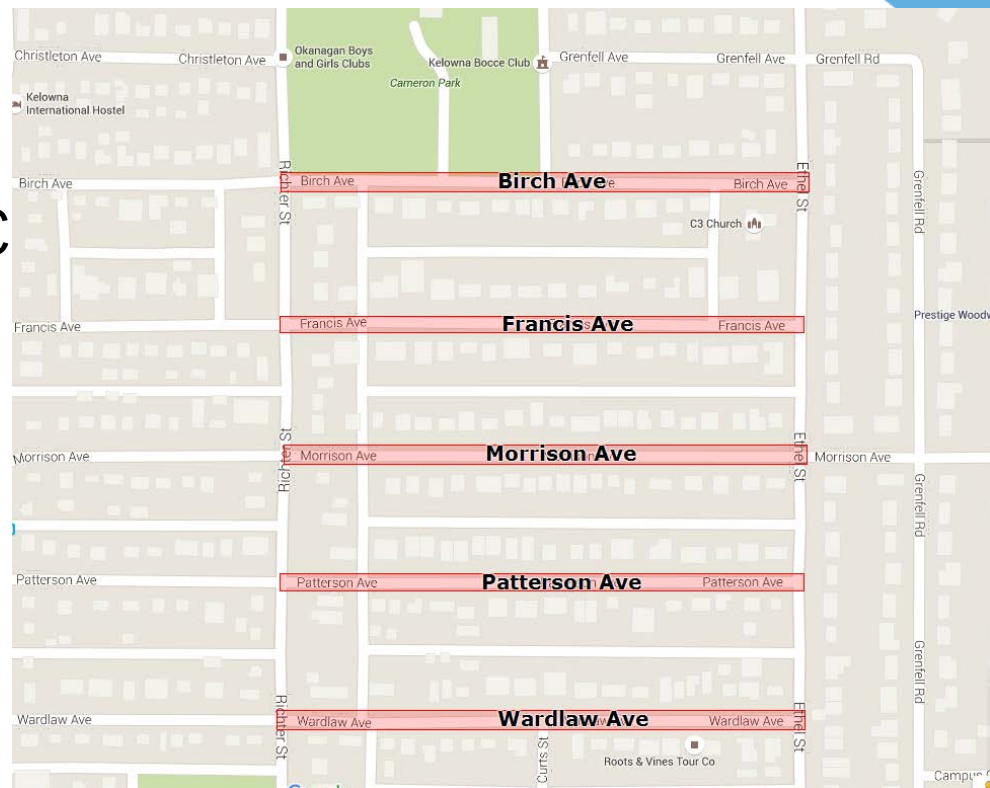 Christleton Ave
Christleton Ave
Okanagan Boys
and Girls Clubs
Kelowna Bocce Club
Grenfell Ave
Grenfell Ave
Grenfell Rd
Cameron Park
Kelowna
International Hostel
Birch Ave
Richter St
Birch Ave
Birch Ave
Birch Ave
Ethel St
Grenfell Rd
C3 Church
C
Francis Ave
Francis Ave
Francis Ave
Francis Ave
Prestige Woodw
Morrison Ave
Richter St
Morrison Ave
Morrison Ave
Ethel St
Morrison Ave
Grenfell Rd
Patterson Ave
Patterson Ave
Patterson Ave
Patterson Ave
Grenfell Rd
Wardlaw Ave
Richter St
Wardlaw Ave
Wardlaw Ave
Wardlaw Ave
Ethel St
Curts St
Roots & Vines Tour Co
Campus